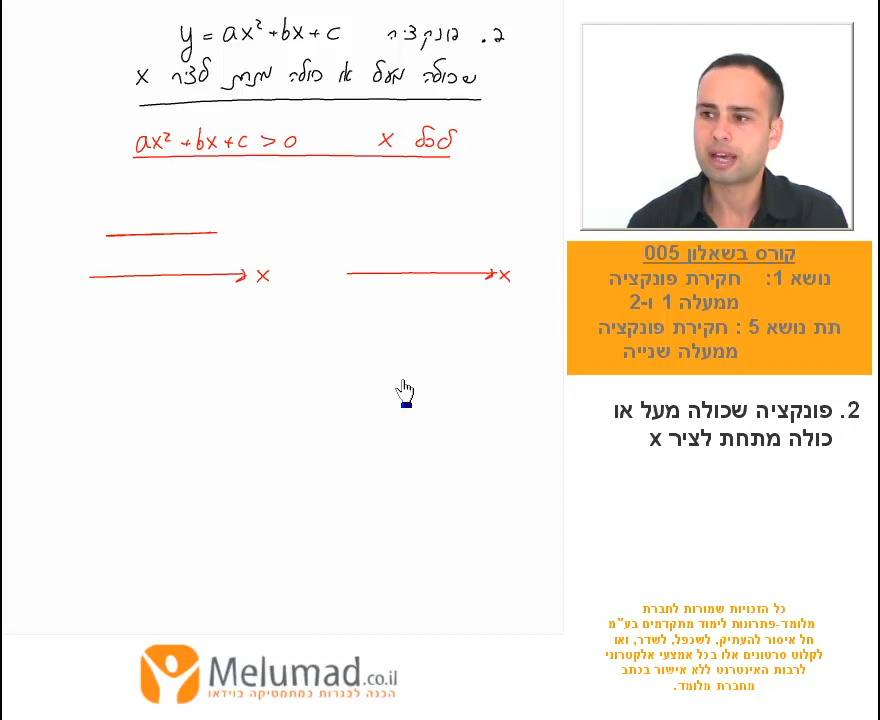 2. פונקציה y = ax² + bx + c
שכולה מעל או כולה מתחת לציר x
ax² + bx + c > 0 לכל x
x
x
קורס בשאלון 005
נושא 1: חקירת פונקציה
ממעלה 1 ו-2
תת נושא 5 : חקירת פונקציה
ממעלה שנייה
2. פונקציה שכולה מעל או
כולה מתחת לציר x
כל הזכויות שמורות לחברת
מלומד-פתרונות לימוד מתקדמים בע"מ
חל איסור להעתיק, לשכפל, לשדר, ואו
לקלוט סרטונים אלו בכל אמצעי אלקטרוני
לרבות האינטרנט ללא אישור בכתב
מחברת מלומד.
Melumad.co.il
הכנה לבגרות במתמטיקה בוידאו